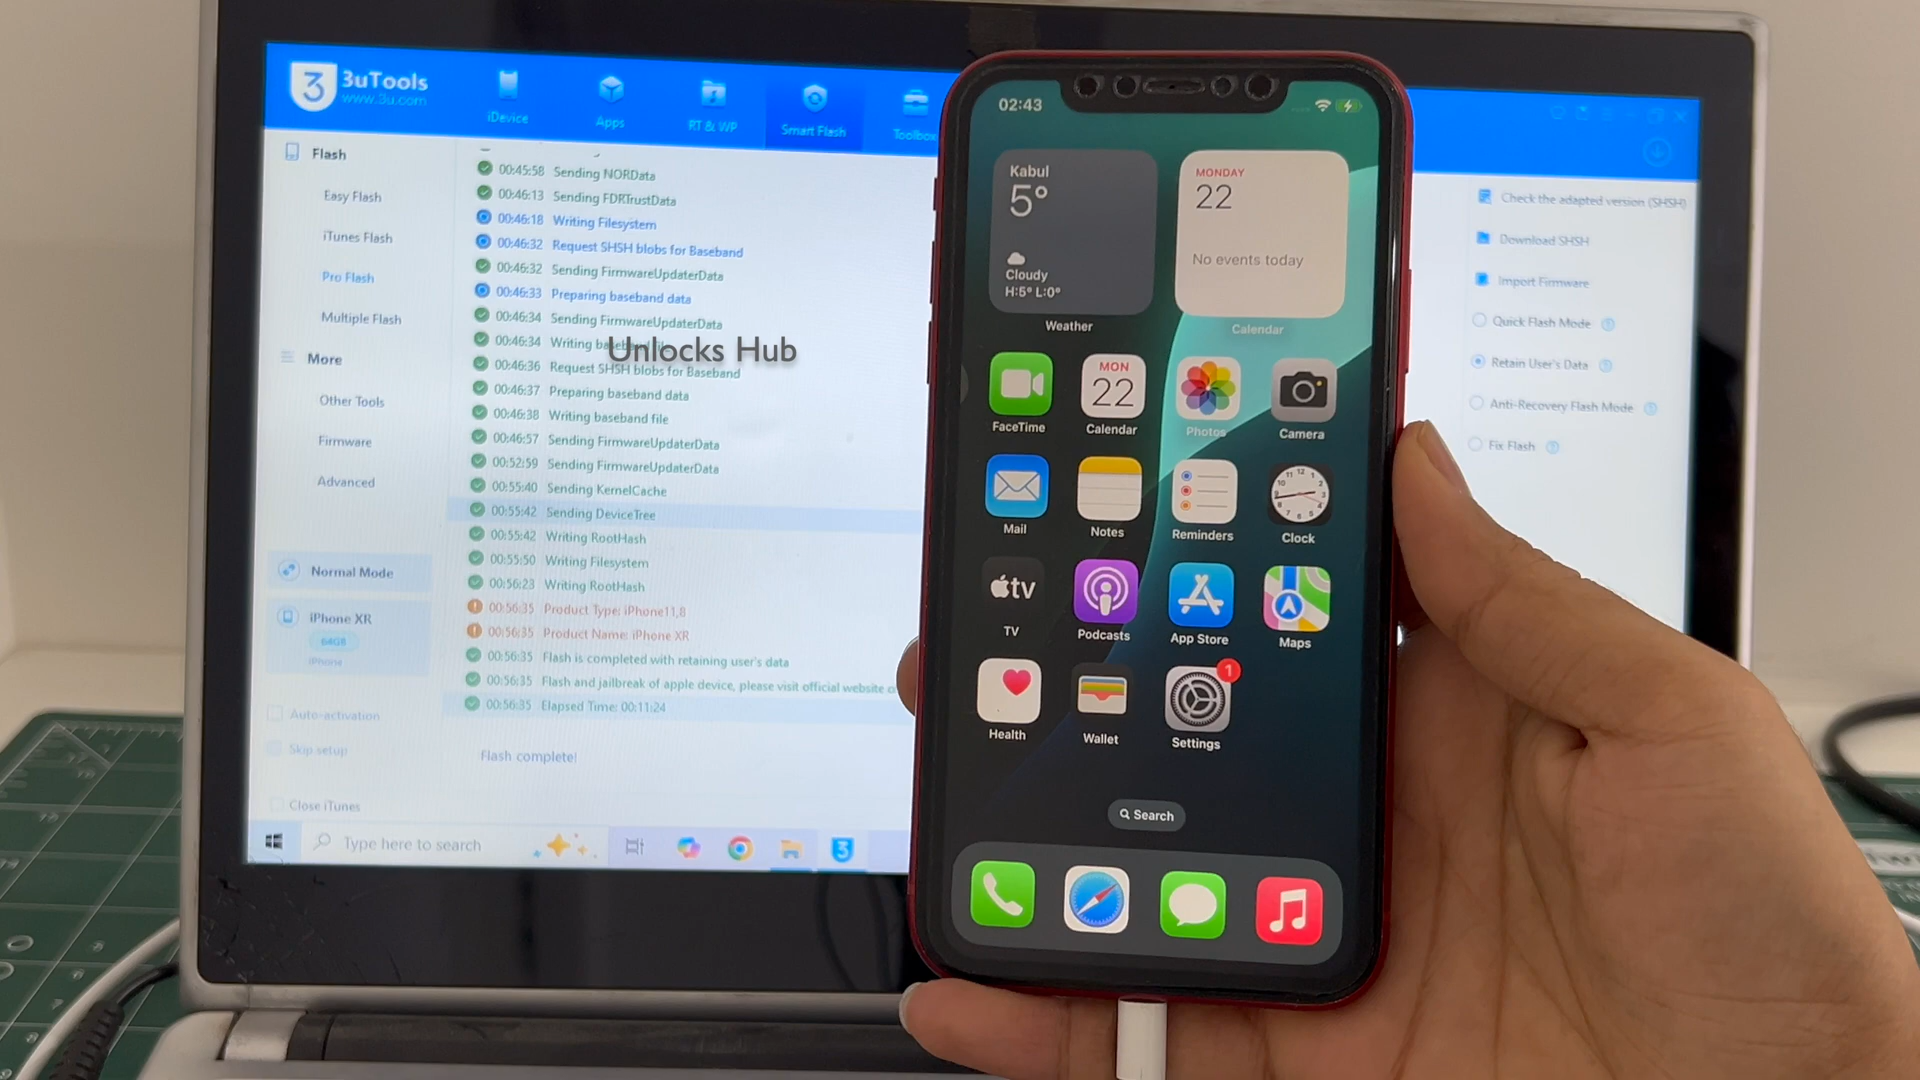 3uTools
www.3u.com
iDevice
Apps
RT & WP
Smart Flash
Toolbox
Flash
Easy Flash
iTunes Flash
Pro Flash
Multiple Flash
More
Other Tools
Firmware
Advanced
Normal Mode
iPhone XR
64GB
iPhone
Auto-activation
Skip setup
Close iTunes
00:45:58 Sending NORData
00:46:13 Sending FDRTrustData
00:46:18 Writing Filesystem
00:46:32 Request SHSH blobs for Baseband
00:46:32 Sending FirmwareUpdaterData
00:46:33 Preparing baseband data
00:46:34 Sending FirmwareUpdaterData
00:46:34 Writing baseband file
Unlocks Hub
00:46:36 Request SHSH blobs for Baseband
00:46:37 Preparing baseband data
00:46:38 Writing baseband file
00:46:57 Sending FirmwareUpdaterData
00:52:59 Sending FirmwareUpdaterData
00:55:40 Sending KernelCache
00:55:42 Sending DeviceTree
00:55:42 Writing RootHash
00:55:50 Writing Filesystem
00:56:23 Writing RootHash
00:56:35 Product Type: iPhone11,8
00:56:35 Product Name: iPhone XR
00:56:35 Flash is completed with retaining user's data
00:56:35 Flash and jailbreak of apple device, please visit official website o
00:56:35 Elapsed Time: 00:11:24
Flash complete!
Type here to search
Check the adapted version (SHSH)
Download SHSH
Import Firmware
Quick Flash Mode
Retain User's Data
Anti-Recovery Flash Mode
Fix Flash
02:43
Kabul
5°
Cloudy
H:5° L:0°
Weather
MONDAY
22
No events today
Calendar
FaceTime
MON
22
Calendar
Photos
Camera
Mail
Notes
Reminders
Clock
tv
TV
Podcasts
App Store
Maps
Health
Wallet
1
Settings
Search